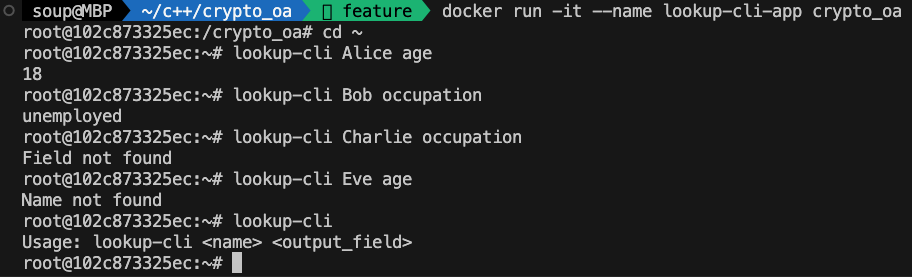 soup@MBP ~/c++/crypto_oa feature docker run -it --name lookup-cli-app crypto_oa
root@102c873325ec:/crypto_oa# cd ~
root@102c873325ec:~# lookup-cli Alice age
18
root@102c873325ec:~# lookup-cli Bob occupation
unemployed
root@102c873325ec:~# lookup-cli Charlie occupation
Field not found
root@102c873325ec:~# lookup-cli Eve age
Name not found
root@102c873325ec:~# lookup-cli
Usage: lookup-cli <name> <output_field>
root@102c873325ec:~#